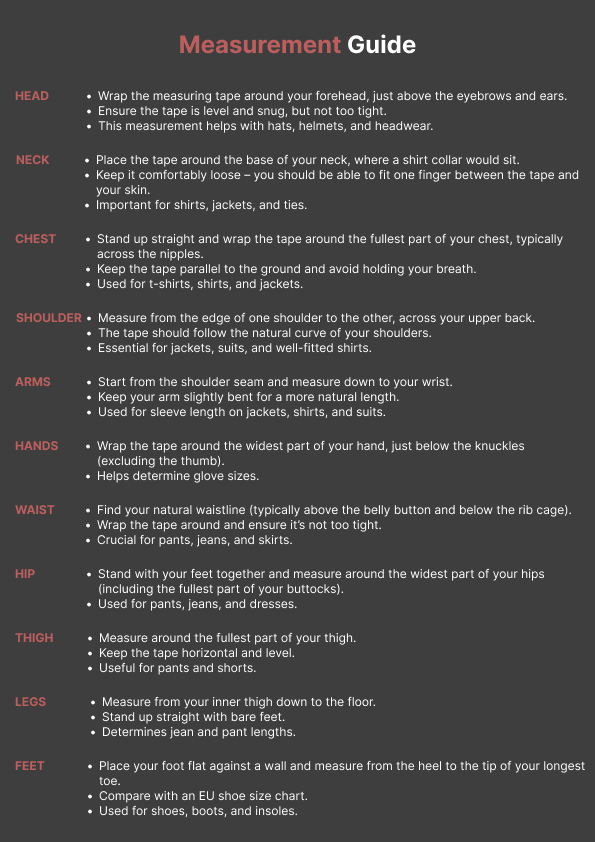 Measurement Guide
HEAD
• Wrap the measuring tape around your forehead, just above the eyebrows and ears.
• Ensure the tape is level and snug, but not too tight.
• This measurement helps with hats, helmets, and headwear.
NECK
• Place the tape around the base of your neck, where a shirt collar would sit.
• Keep it comfortably loose – you should be able to fit one finger between the tape and
your skin.
• Important for shirts, jackets, and ties.
CHEST
• Stand up straight and wrap the tape around the fullest part of your chest, typically
across the nipples.
• Keep the tape parallel to the ground and avoid holding your breath.
• Used for t-shirts, shirts, and jackets.
SHOULDER
• Measure from the edge of one shoulder to the other, across your upper back.
• The tape should follow the natural curve of your shoulders.
• Essential for jackets, suits, and well-fitted shirts.
ARMS
• Start from the shoulder seam and measure down to your wrist.
• Keep your arm slightly bent for a more natural length.
• Used for sleeve length on jackets, shirts, and suits.
HANDS
• Wrap the tape around the widest part of your hand, just below the knuckles
(excluding the thumb).
• Helps determine glove sizes.
WAIST
• Find your natural waistline (typically above the belly button and below the rib cage).
• Wrap the tape around and ensure it’s not too tight.
• Crucial for pants, jeans, and skirts.
HIP
• Stand with your feet together and measure around the widest part of your hips
(including the fullest part of your buttocks).
• Used for pants, jeans, and dresses.
THIGH
• Measure around the fullest part of your thigh.
• Keep the tape horizontal and level.
• Useful for pants and shorts.
LEGS
• Measure from your inner thigh down to the floor.
• Stand up straight with bare feet.
• Determines jean and pant lengths.
FEET
• Place your foot flat against a wall and measure from the heel to the tip of your longest
toe.
• Compare with an EU shoe size chart.
• Used for shoes, boots, and insoles.